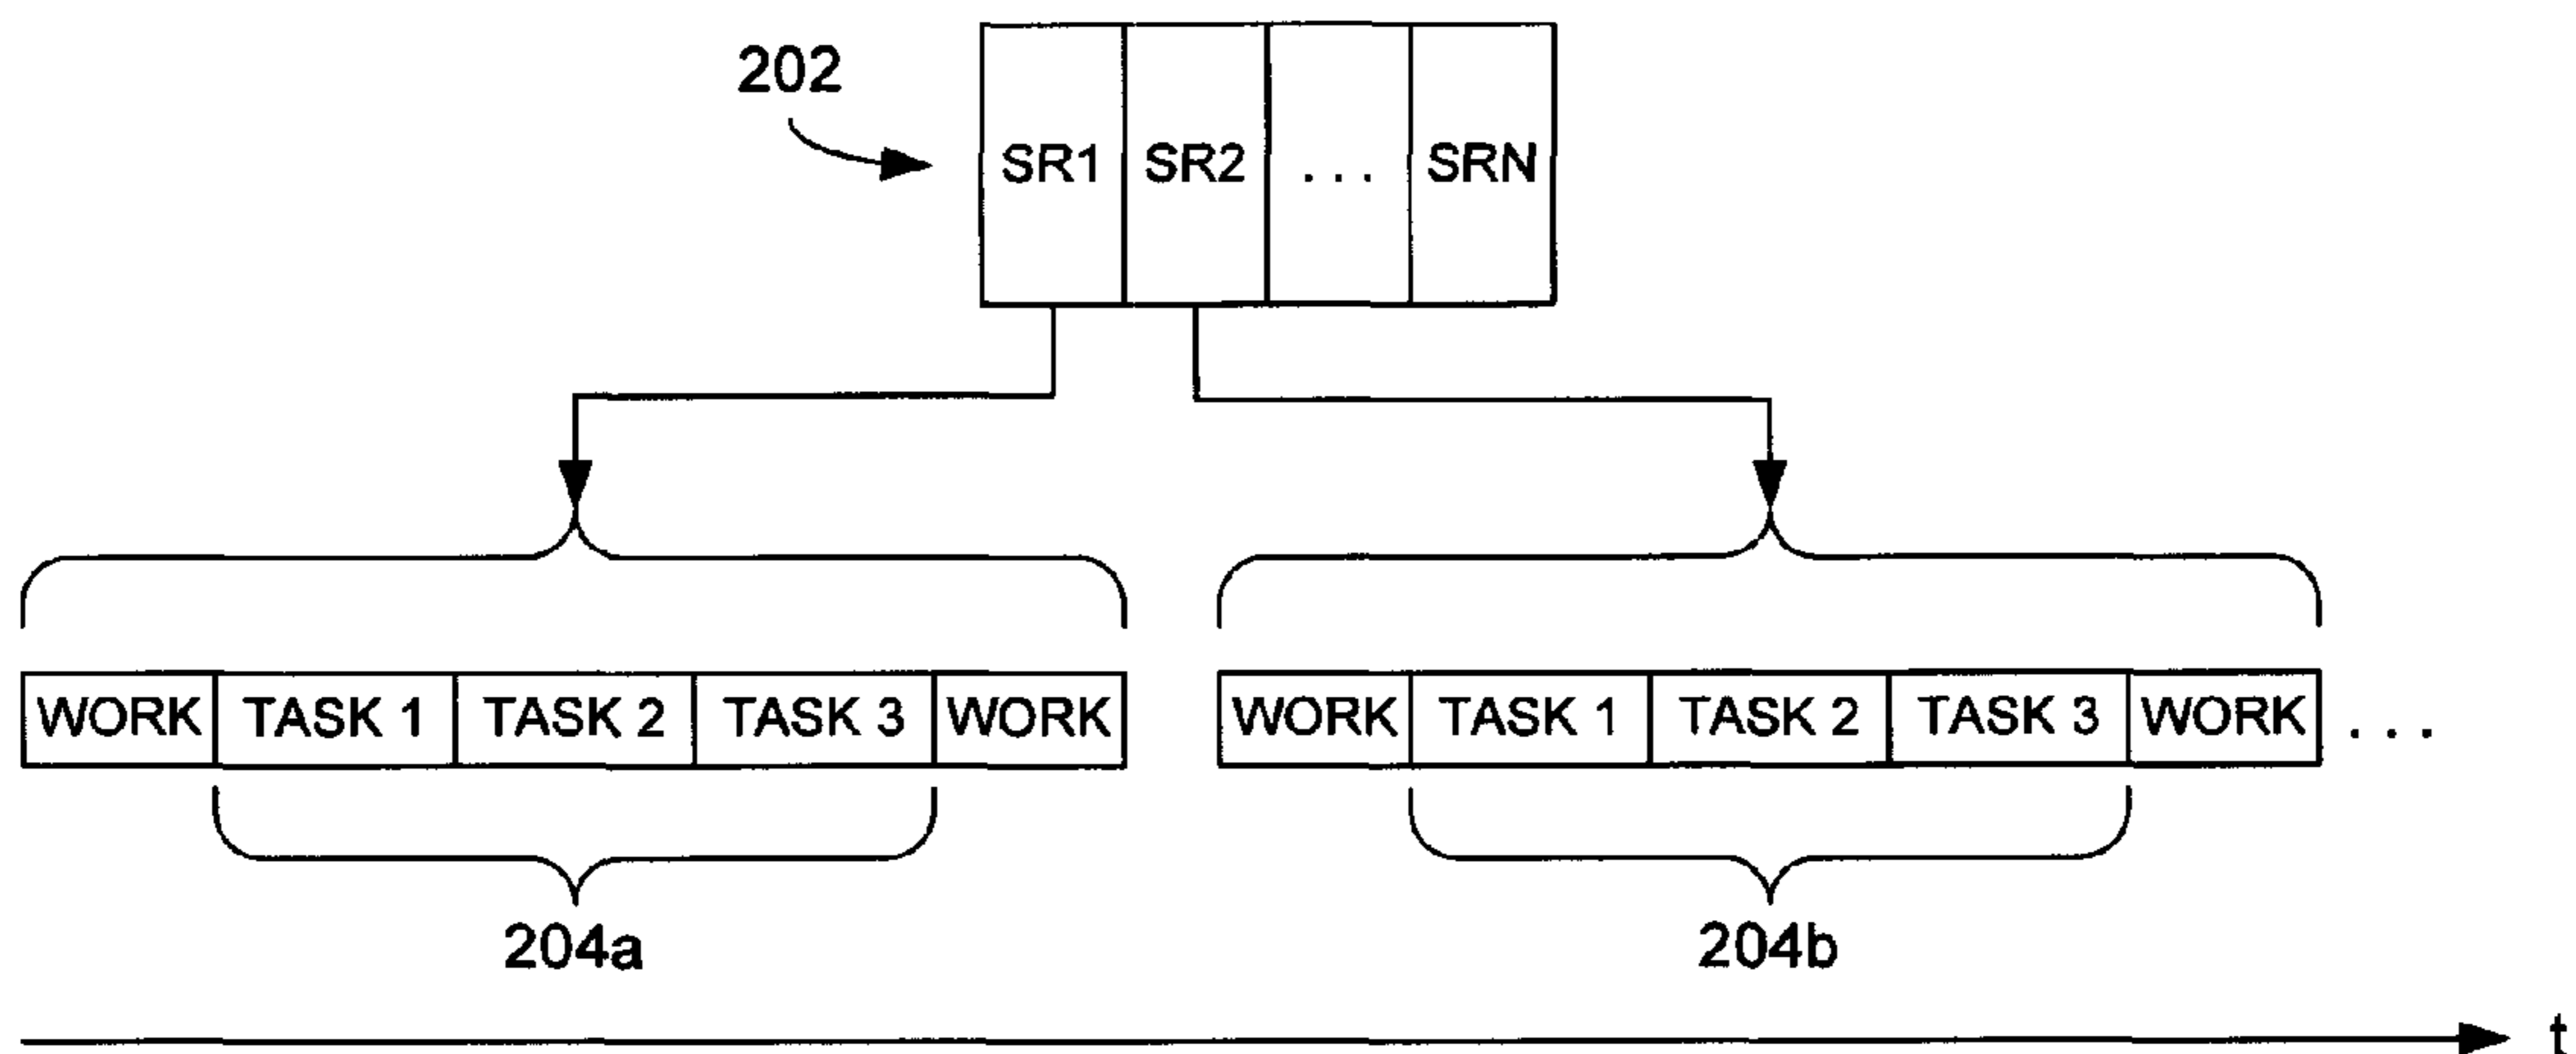 202
SR1 SR2 . . . SRN
WORK TASK 1 TASK 2 TASK 3 WORK WORK TASK 1 TASK 2 TASK 3 WORK . . .
204a 204b
t